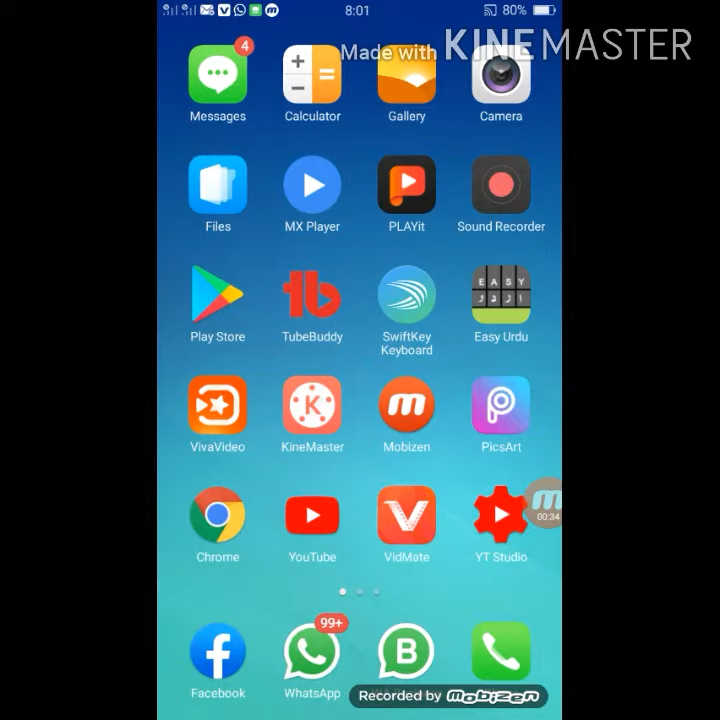 8:01
80%
Made with KINEMASTER
4
Messages
Calculator
Gallery
Camera
Files
MX Player
PLAYit
Sound Recorder
EASY
Play Store
TubeBuddy
SwiftKey
Keyboard
Easy Urdu
VivaVideo
KineMaster
Mobizen
PicsArt
00:34
Chrome
YouTube
VidMate
YT Studio
99+
Facebook
WhatsApp
Recorded by mobizen